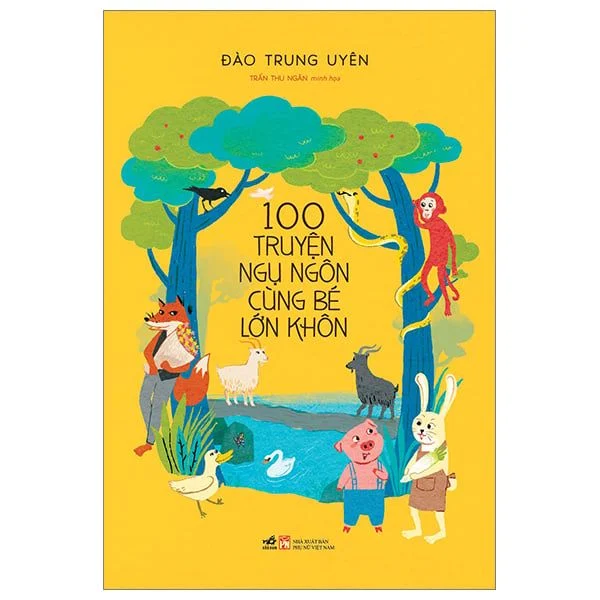 ĐÀO TRUNG UYÊN
TRẦN THU NGÂN minh họa
100
TRUYỆN
NGỤ NGÔN
CÙNG BÉ
LỚN KHÔN
NHÀ XUẤT BẢN
PHỤ NỮ VIỆT NAM